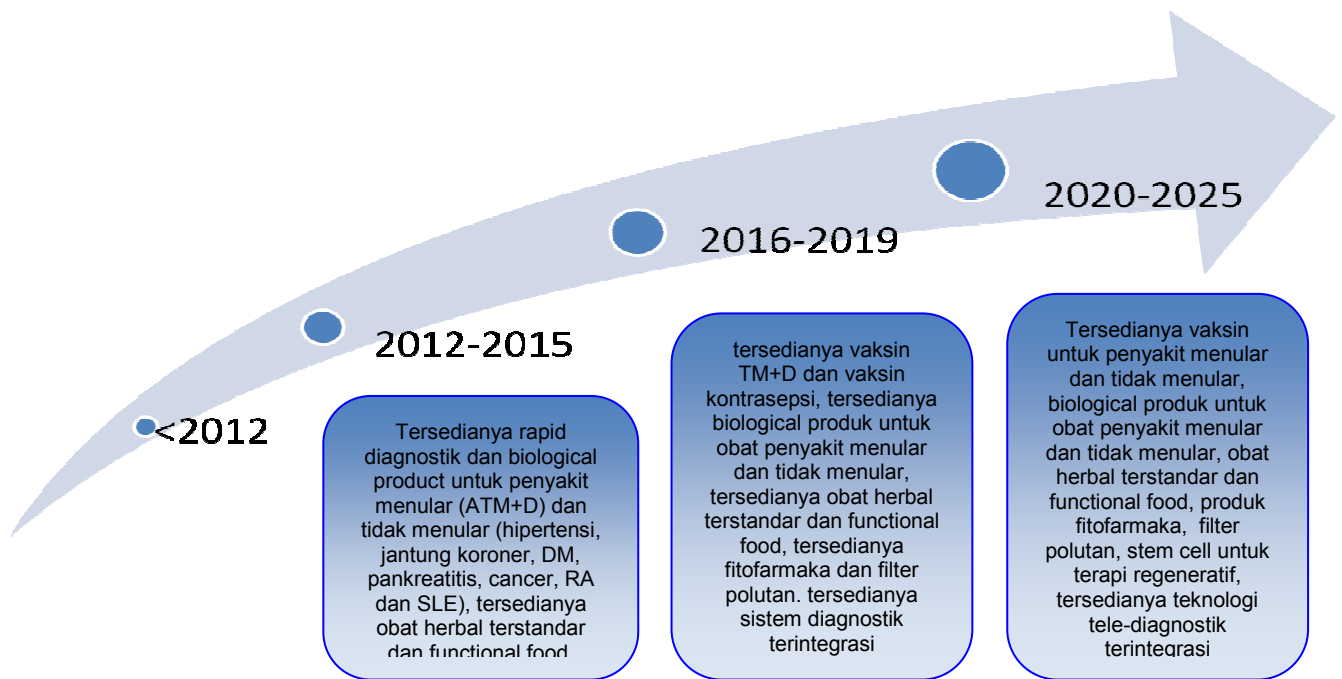 <2012
2012-2015
2016-2019
2020-2025
Tersedianya rapid
diagnostik dan biological
product untuk penyakit
menular (ATM+D) dan
tidak menular (hipertensi,
jantung koroner, DM,
pankreatitis, cancer, RA
dan SLE), tersedianya
obat herbal terstandar
dan functional food
tersedianya vaksin
TM+D dan vaksin
kontrasepsi, tersedianya
biological produk untuk
obat penyakit menular
dan tidak menular,
tersedianya obat herbal
terstandar dan functional
food, tersedianya
fitofarmaka dan filter
polutan. tersedianya
sistem diagnostik
terintegrasi
Tersedianya vaksin
untuk penyakit menular
dan tidak menular,
biological produk untuk
obat penyakit menular
dan tidak menular, obat
herbal terstandar dan
functional food, produk
fitofarmaka, filter
polutan, stem cell untuk
terapi regeneratif,
tersedianya teknologi
tele-diagnostik
terintegrasi